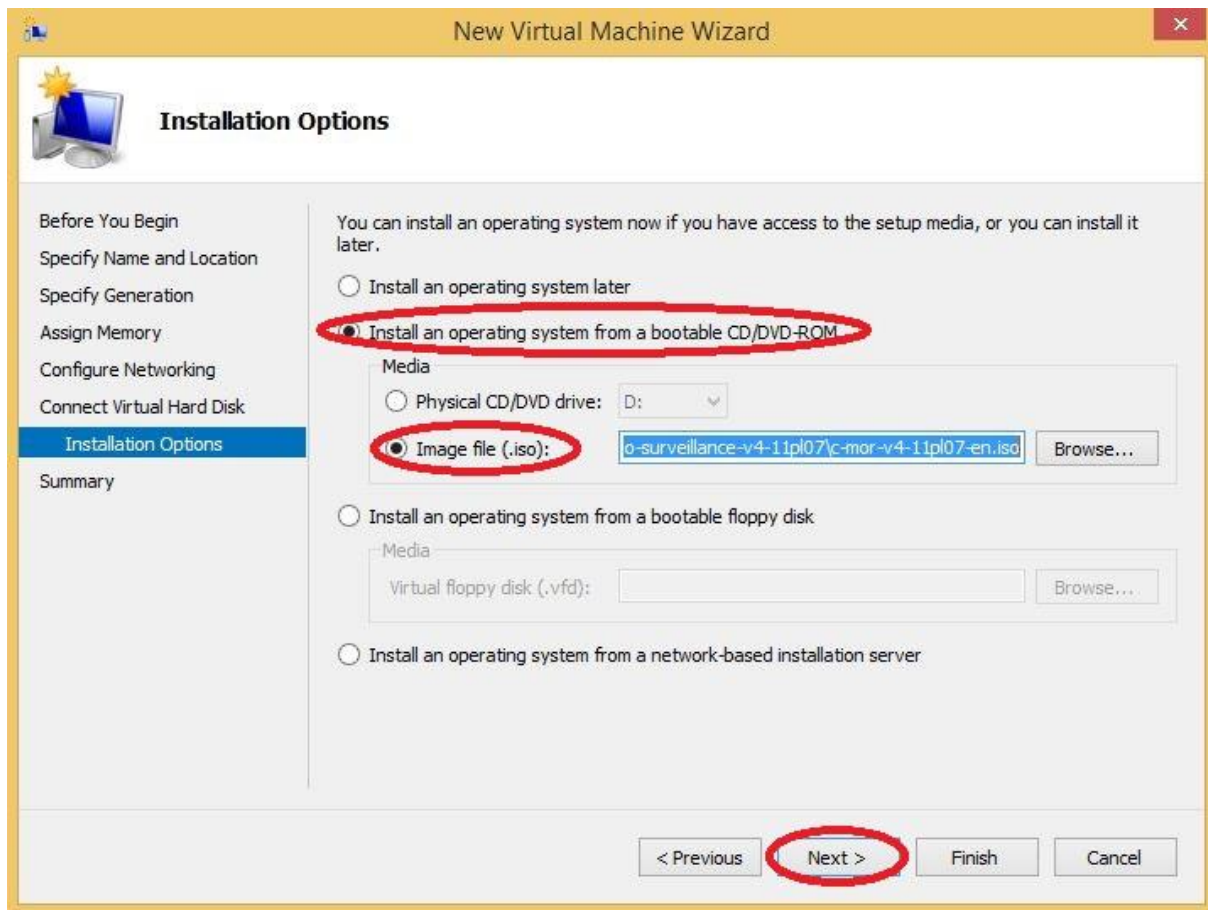 New Virtual Machine Wizard
Installation Options
Before You Begin
Specify Name and Location
Specify Generation
Assign Memory
Configure Networking
Connect Virtual Hard Disk
Installation Options
Summary
You can install an operating system now if you have access to the setup media, or you can install it
later.
Install an operating system later
Install an operating system from a bootable CD/DVD-ROM
Media
Physical CD/DVD drive: D:
Image file (.iso): o-surveillance-v4-11pl07\c-mor-v4-11pl07-en.iso Browse...
Install an operating system from a bootable floppy disk
Media
Virtual floppy disk (.vfd): Browse...
Install an operating system from a network-based installation server
< Previous Next > Finish Cancel